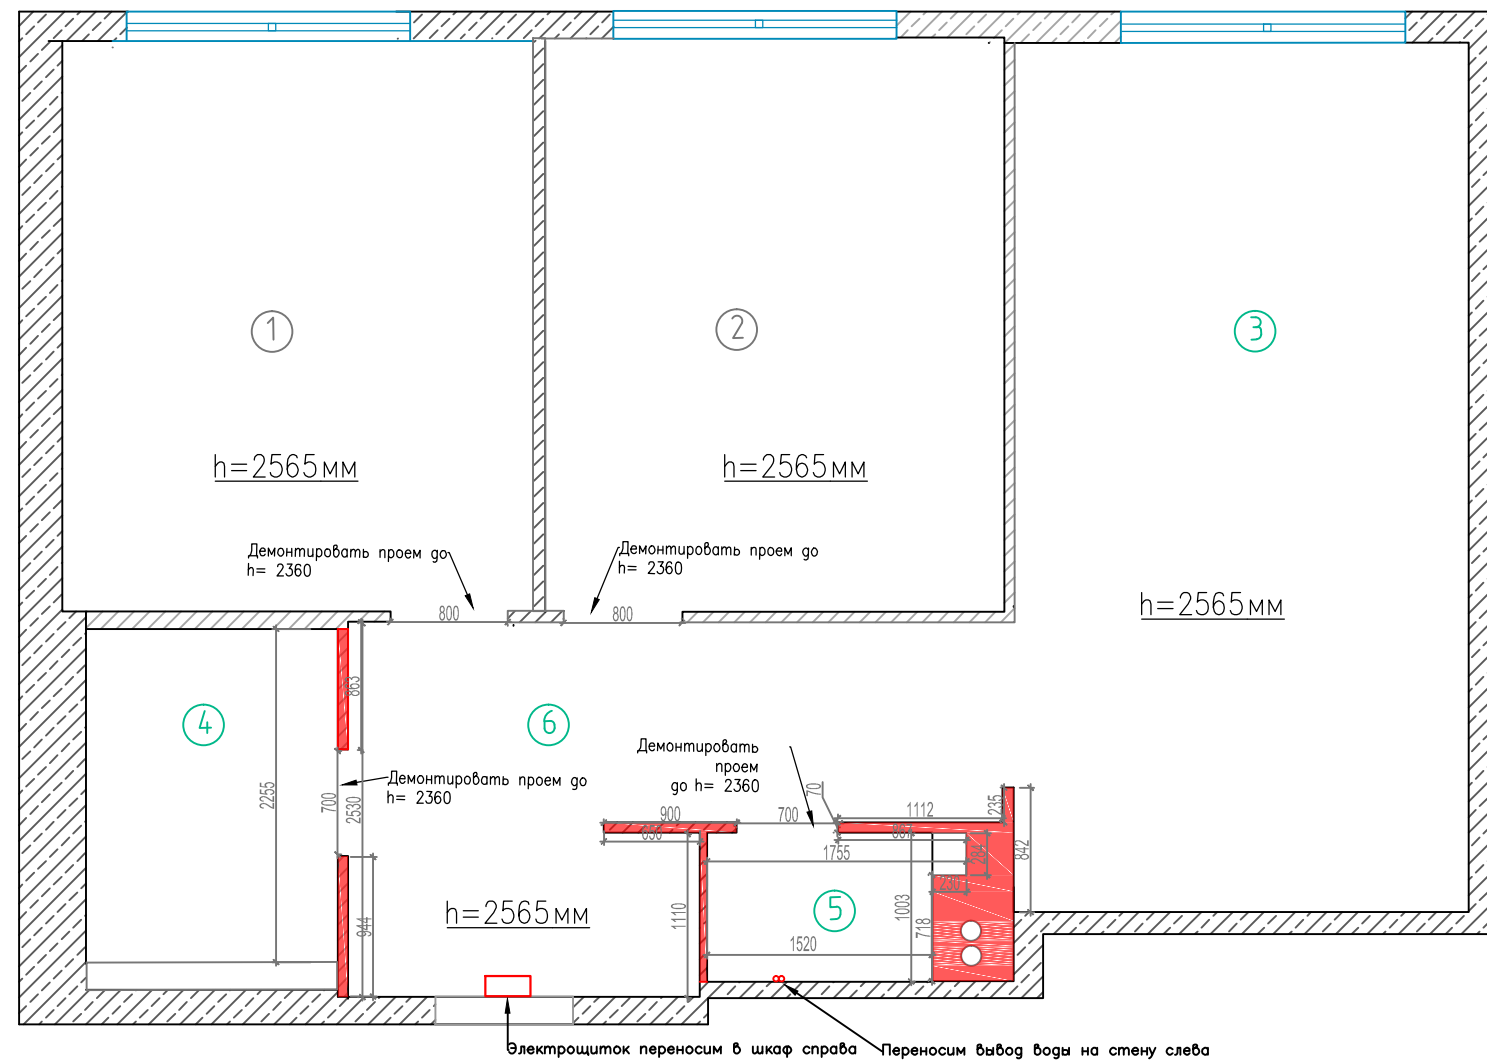 1
2
3
h=2565мм
h=2565мм
Демонтировать проем до
h= 2360
Демонтировать проем до
h= 2360
h=2565мм
800
800
863
4
6
2255
700
2530
Демонтировать проем до
h= 2360
Демонтировать
проем
до h= 2360
70
900
700
1112
235
650
807
1755
284
842
230
5
h=2565мм
944
1110
1003
718
1520
Электрощиток переносим в шкаф справа
Переносим вывод воды на стену слева